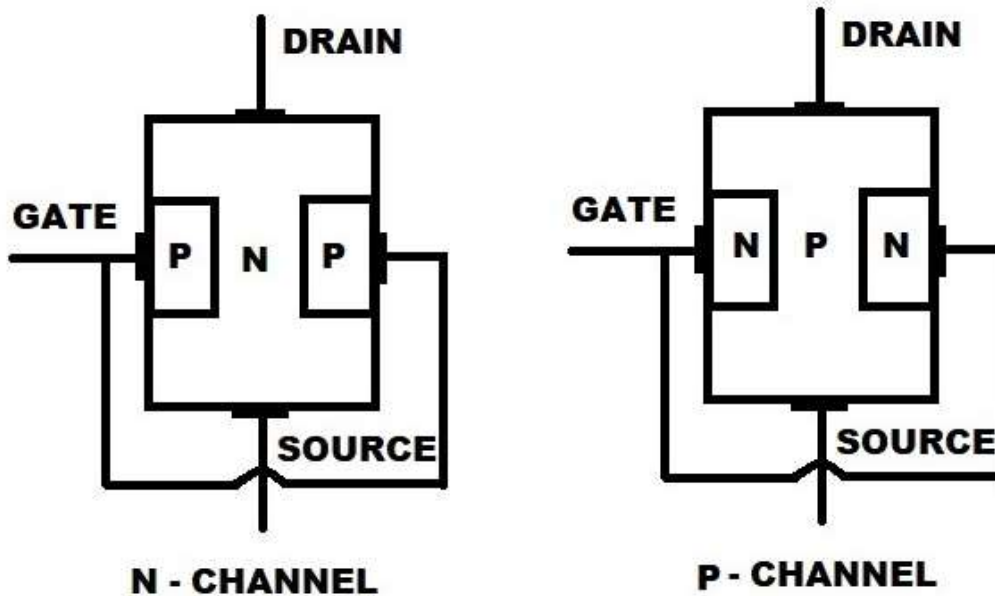 DRAIN
GATE
P N P
SOURCE
N - CHANNEL
DRAIN
GATE
N P N
SOURCE
P - CHANNEL